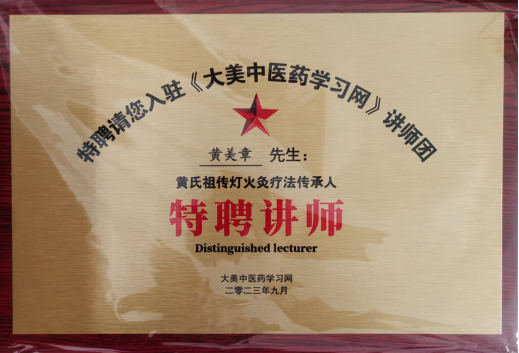 特聘请您入驻《大美中医药学习网》讲师团
黄美章 先生：
黄氏祖传灯火灸疗法传承人
特聘讲师
Distinguished lecturer
大美中医药学习网
二零二三年九月